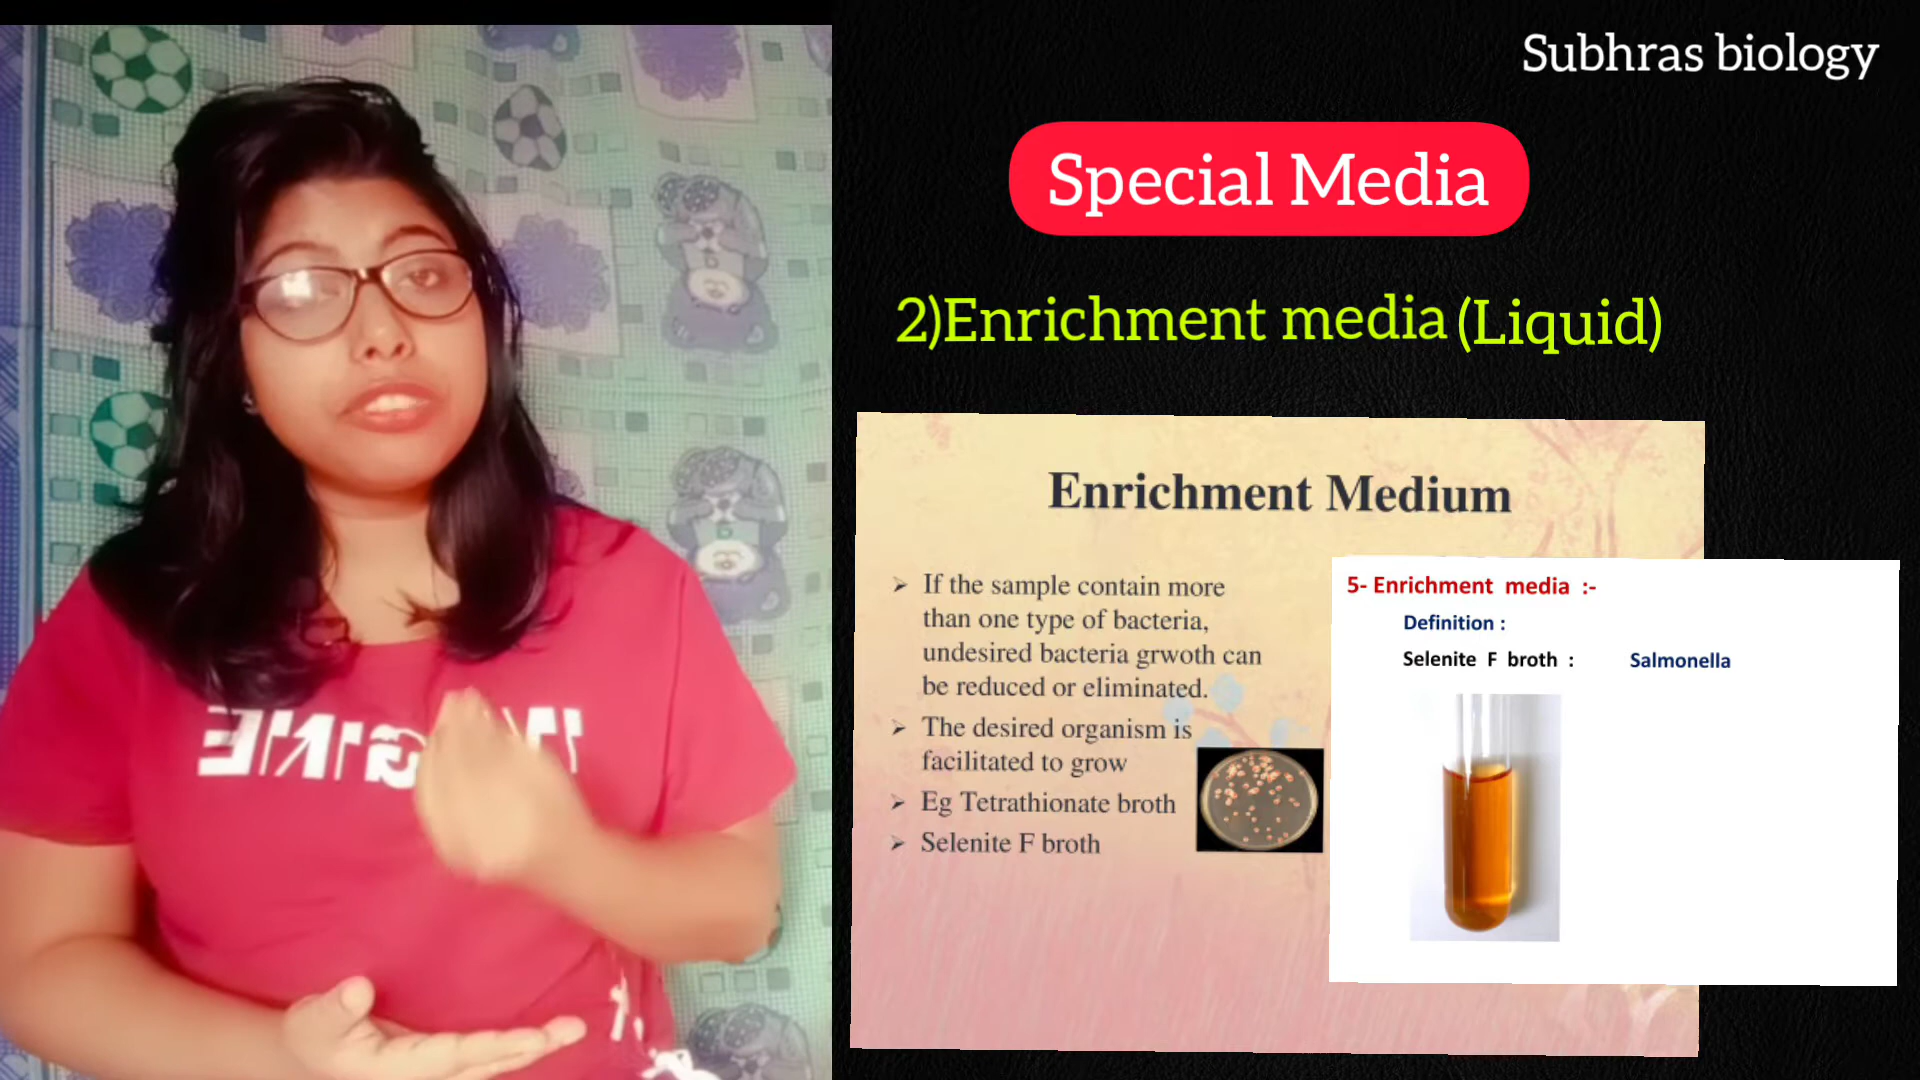 Subhras biology
Special Media
2)Enrichment media (Liquid)
Enrichment Medium
➢ If the sample contain more
than one type of bacteria,
undesired bacteria grwoth can
be reduced or eliminated.
➢ The desired organism is
facilitated to grow
➢ Eg Tetrathionate broth
➢ Selenite F broth
5- Enrichment media :-
Definition :
Selenite F broth : Salmonella